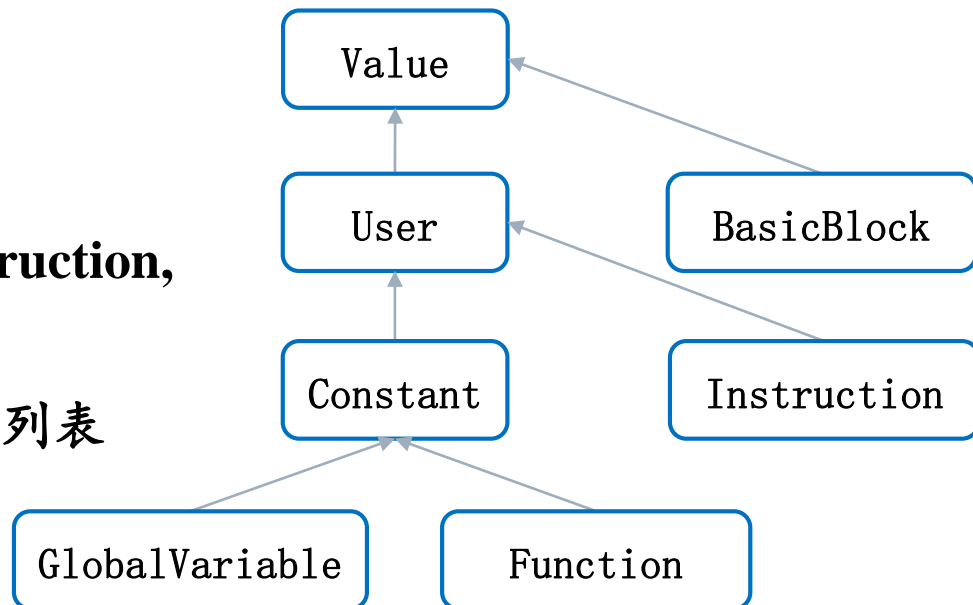 Value
User
BasicBlock
ruction,
Constant
Instruction
列表
GlobalVariable
Function